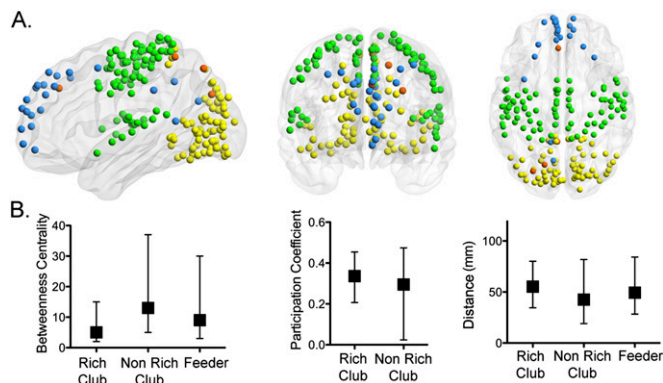 A.
B.
Betweenness Centrality
40
30
20
10
0
Rich
Club
Non Rich
Club
Feeder
Participation Coefficient
0.6
0.4
0.2
0.0
Rich
Club
Non Rich
Club
Distance (mm)
100
50
0
Rich
Club
Non Rich
Club
Feeder